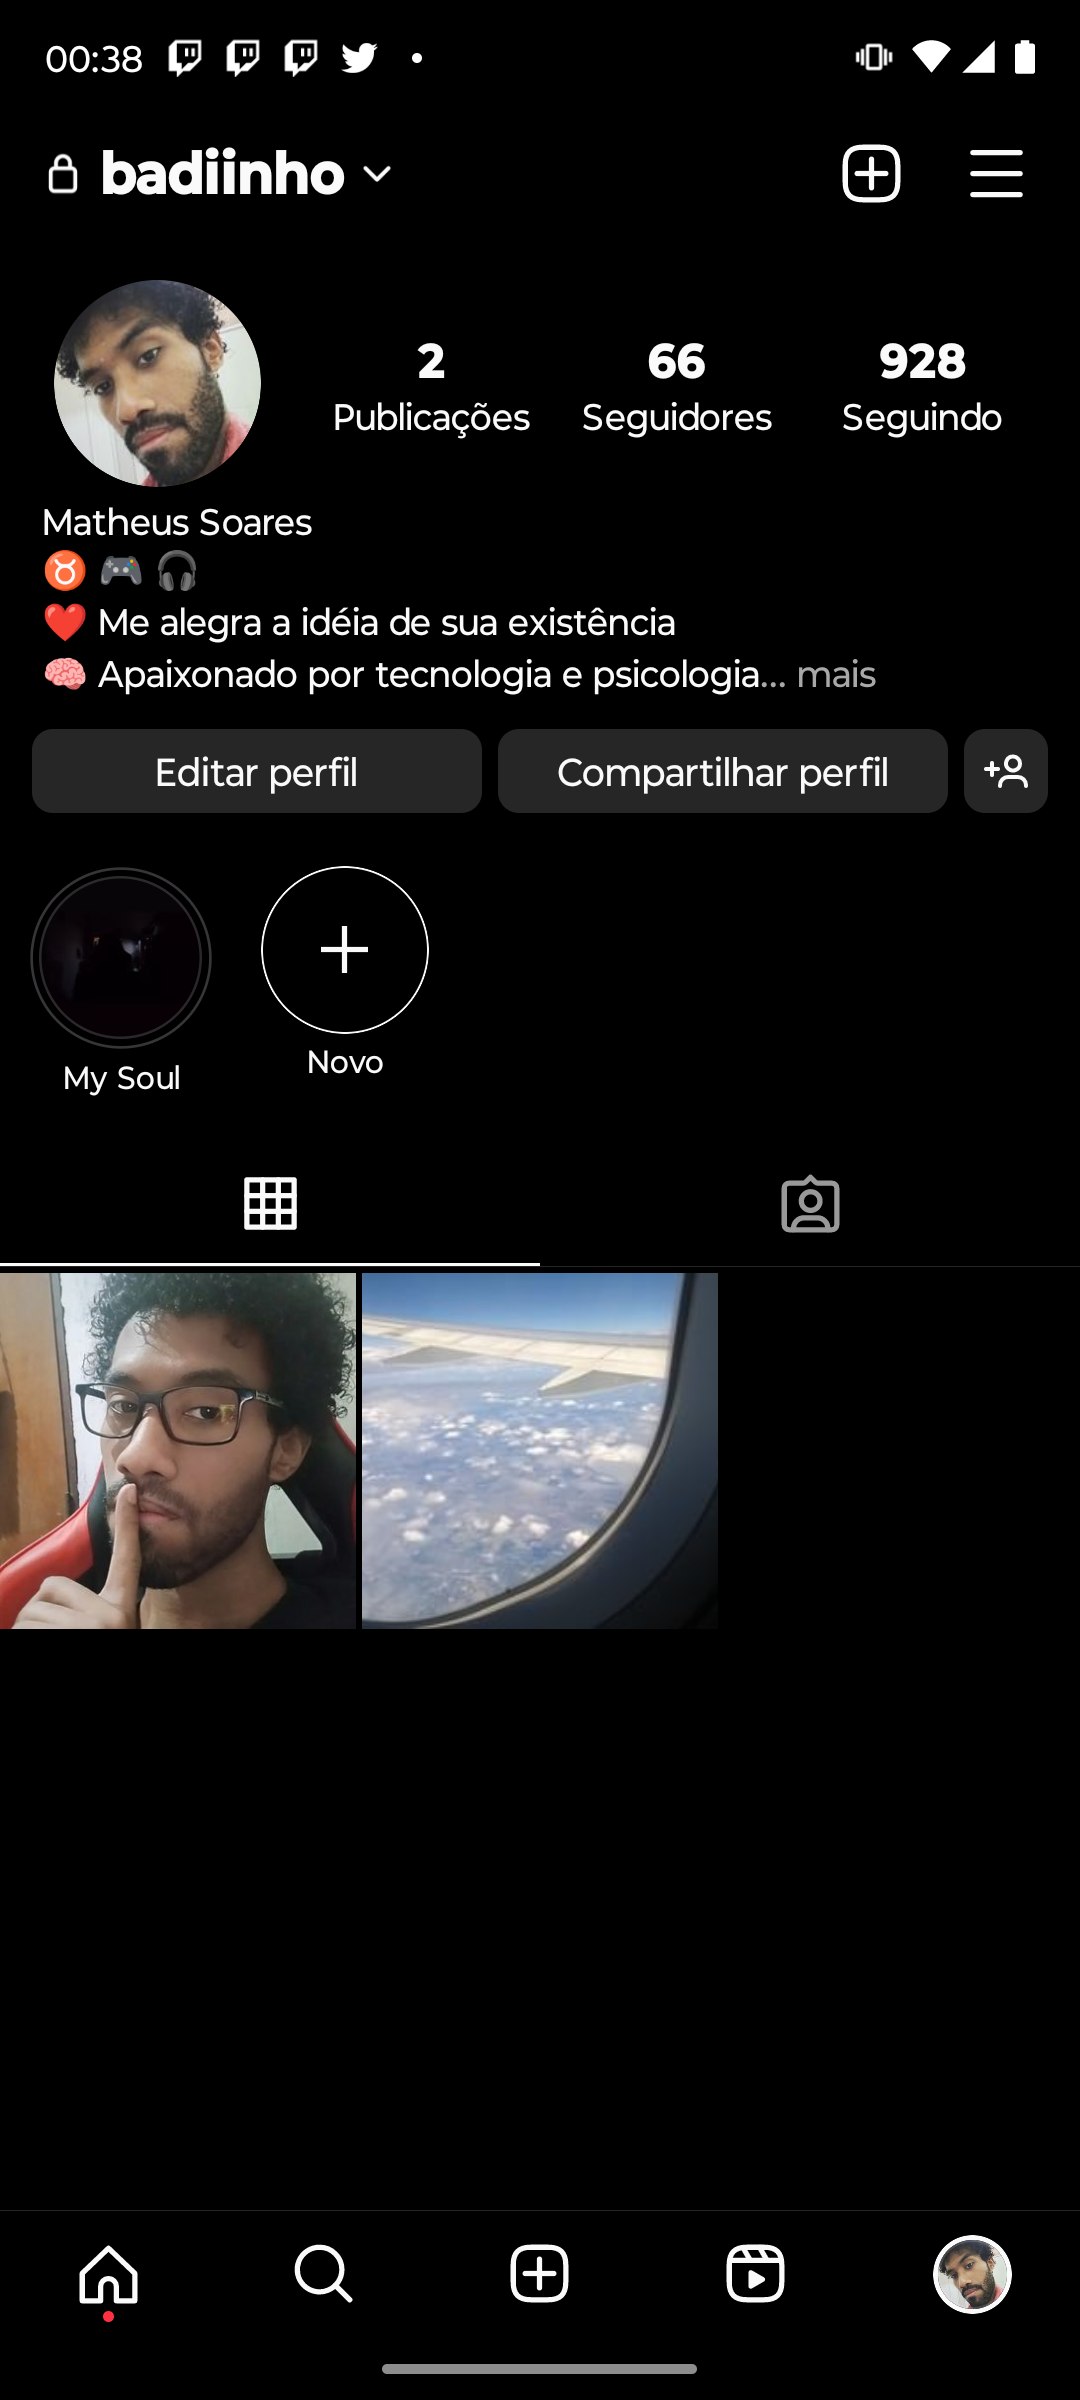 00:38
badiinho
2 66 928
Publicações Seguidores Seguindo
Matheus Soares
♉ 🎮 🎧
❤️ Me alegra a idéia de sua existência
🧠 Apaixonado por tecnologia e psicologia... mais
Editar perfil Compartilhar perfil
My Soul Novo